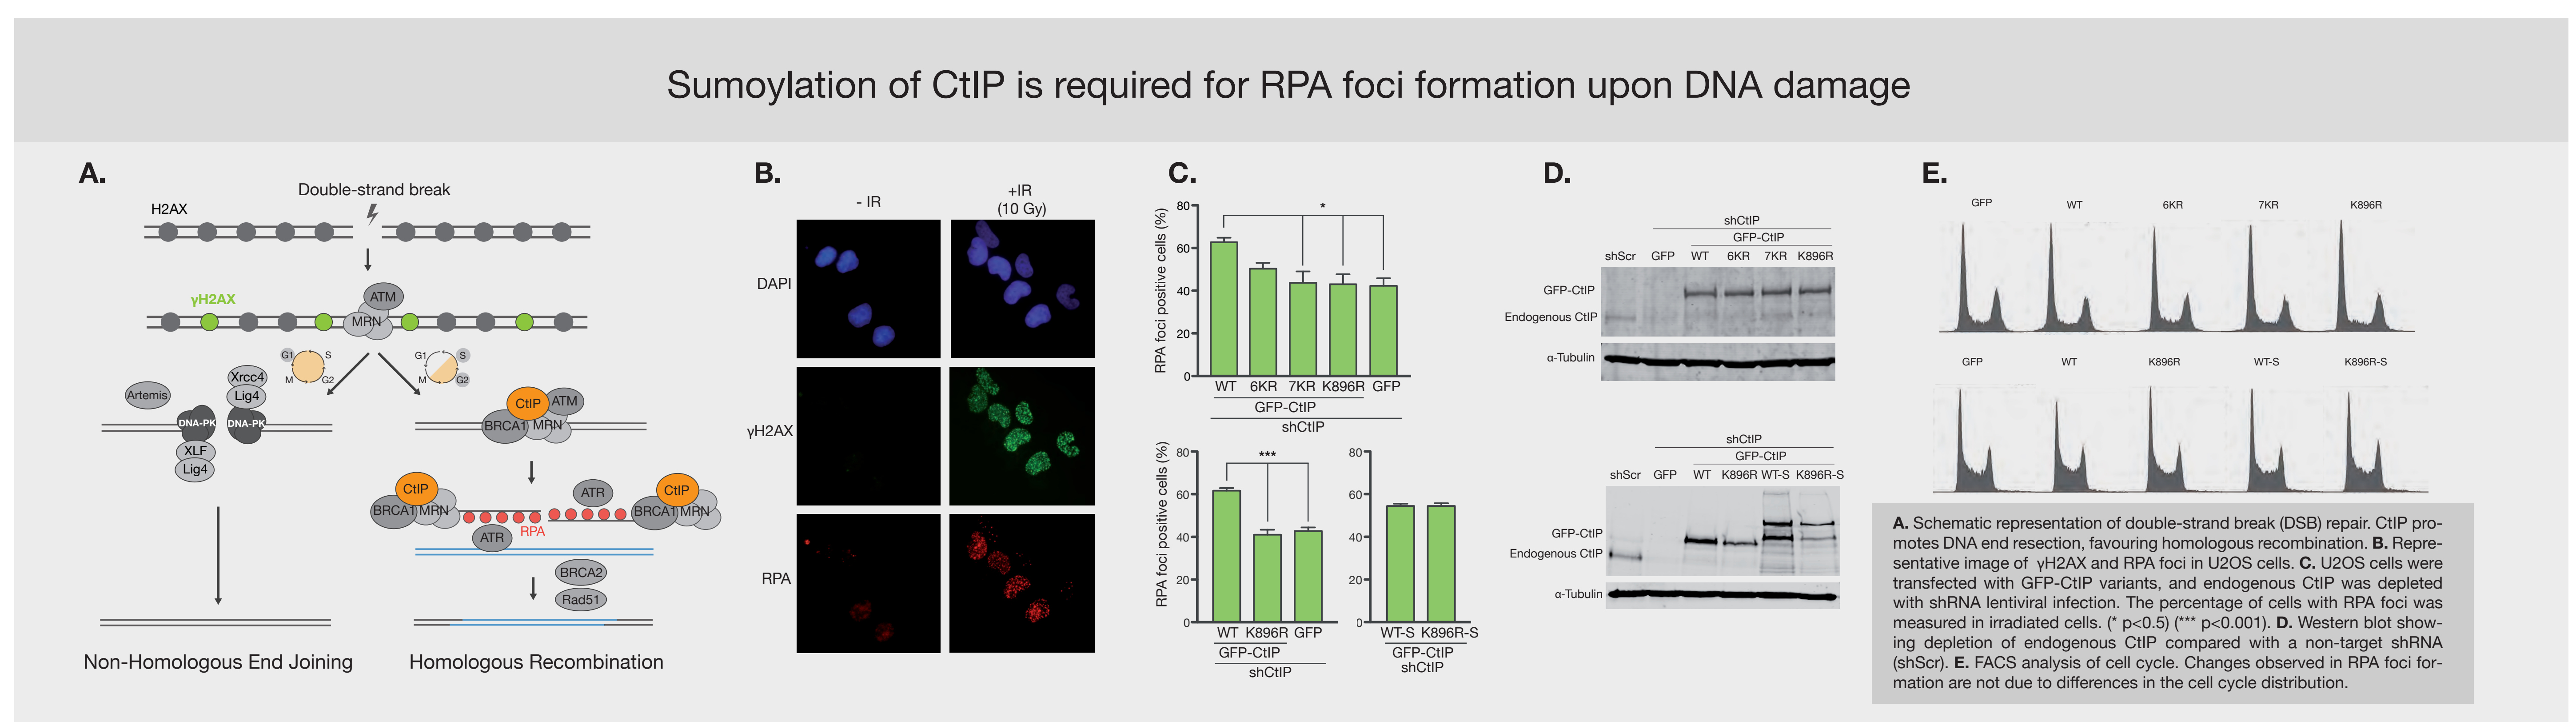 Sumoylation of CtIP is required for RPA foci formation upon DNA damage
A.
Double-strand break
H2AX
γH2AX
ATM
MRN
G1
S
M
G2
G1
S
M
G2
Artemis
Xrcc4
Lig4
DNA-PK
DNA-PK
XLF
Lig4
CtIP
ATM
BRCA1
MRN
CtIP
BRCA1
MRN
ATR
RPA
ATR
CtIP
BRCA1
MRN
BRCA2
Rad51
Non-Homologous End Joining
Homologous Recombination
B.
- IR
+IR
(10 Gy)
DAPI
γH2AX
RPA
C.
RPA foci positive cells (%)
80
60
40
20
0
*
WT 6KR 7KR K896R GFP
GFP-CtIP
shCtIP
RPA foci positive cells (%)
80
60
40
20
0
***
WT K896R GFP
GFP-CtIP
shCtIP
80
60
40
20
0
WT-S K896R-S
GFP-CtIP
shCtIP
D.
shCtIP
GFP-CtIP
shScr GFP WT 6KR 7KR K896R
GFP-CtIP
Endogenous CtIP
α-Tubulin
shCtIP
GFP-CtIP
shScr GFP WT K896R WT-S K896R-S
GFP-CtIP
Endogenous CtIP
α-Tubulin
E.
GFP WT 6KR 7KR K896R
GFP WT K896R WT-S K896R-S
A. Schematic representation of double-strand break (DSB) repair. CtIP pro-
motes DNA end resection, favouring homologous recombination. B. Repre-
sentative image of γH2AX and RPA foci in U2OS cells. C. U2OS cells were
transfected with GFP-CtIP variants, and endogenous CtIP was depleted
with shRNA lentiviral infection. The percentage of cells with RPA foci was
measured in irradiated cells. (* p<0.5) (*** p<0.001). D. Western blot show-
ing depletion of endogenous CtIP compared with a non-target shRNA
(shScr). E. FACS analysis of cell cycle. Changes observed in RPA foci for-
mation are not due to differences in the cell cycle distribution.